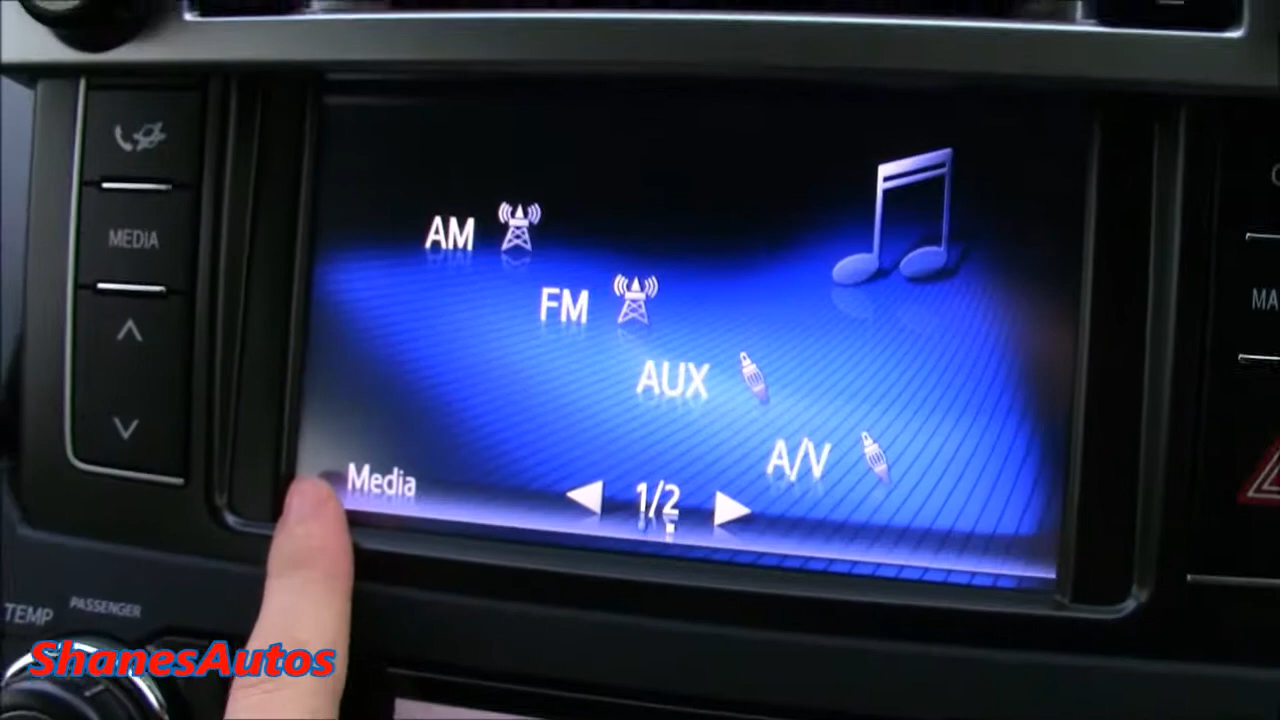 MEDIA
AM
FM
AUX
A/V
Media
1/2
TEMP
PASSENGER
ShanesAutos